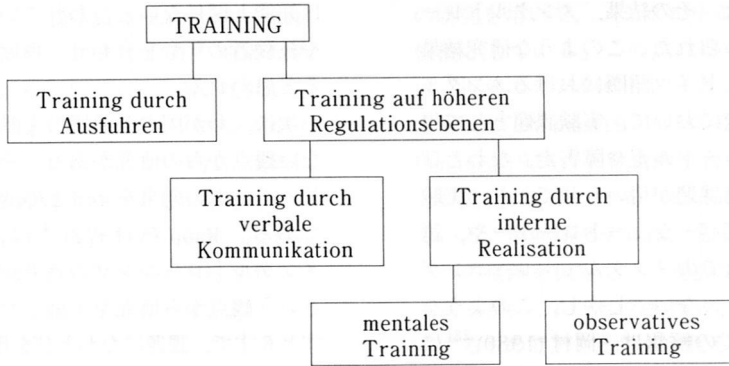 TRAINING
Training durch
Ausfuhren
Training auf höheren
Regulationsebenen
Training durch
verbale
Kommunikation
Training durch
interne
Realisation
mentales
Training
observatives
Training